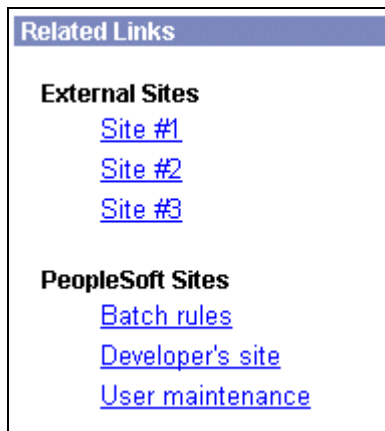 Related Links
External Sites
Site #1
Site #2
Site #3
PeopleSoft Sites
Batch rules
Developer's site
User maintenance